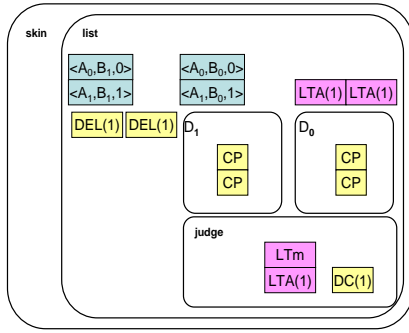 skin list
<A₀,B₁,0> <A₀,B₀,0>
<A₁,B₁,1> <A₁,B₀,1> LTA(1) LTA(1)
DEL(1) DEL(1) D₁ D₀
CP CP
CP CP
judge
LTm
LTA(1) DC(1)